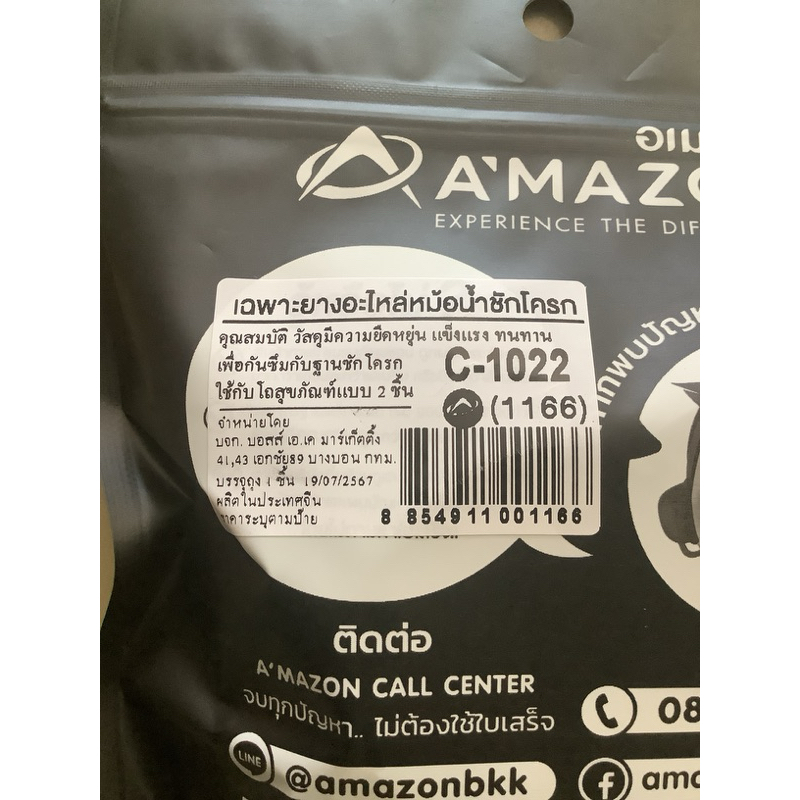 อเม
A'MAZO
EXPERIENCE THE DIF
เฉพาะยางอะไหล่หม้อน้ำชักโครก
คุณสมบัติ วัสดุมีความยืดหยุ่น แข็งแรง ทนทาน
เพื่อกันซึมกับฐานชักโครก
ใช้กับโถสุขภัณฑ์แบบ 2 ชิ้น
C-1022
(1166)
จำหน่ายโดย
บจก. บอสส์ เอ.เค มาร์เก็ตติ้ง
41,43 เอกชัย89 บางบอน กทม.
บรรจุถุง 1 ชิ้น 19/07/2567
ผลิตในประเทศจีน
ราคาระบุตามป้าย
8 854911 001166
ากพบปัญห
ติดต่อ
A'MAZON CALL CENTER
จบทุกปัญหา.. ไม่ต้องใช้ใบเสร็จ
08
LINE
@amazonbkk
f
ama